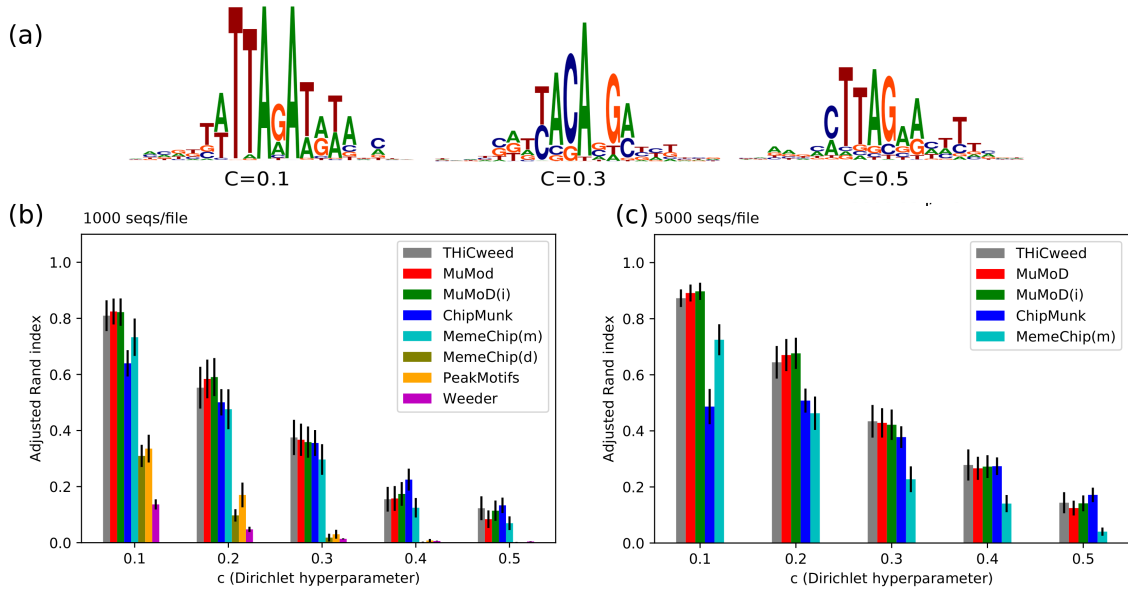 (a)
C=0.1
C=0.3
C=0.5
(b)
1000 seqs/file
Adjusted Rand index
1.0
0.8
0.6
0.4
0.2
0.0
THiCweed
MuMod
MuMoD(i)
ChipMunk
MemeChip(m)
MemeChip(d)
PeakMotifs
Weeder
0.1 0.2 0.3 0.4 0.5
c (Dirichlet hyperparameter)
(c)
5000 seqs/file
Adjusted Rand index
1.0
0.8
0.6
0.4
0.2
0.0
THiCweed
MuMoD
MuMoD(i)
ChipMunk
MemeChip(m)
0.1 0.2 0.3 0.4 0.5
c (Dirichlet hyperparameter)